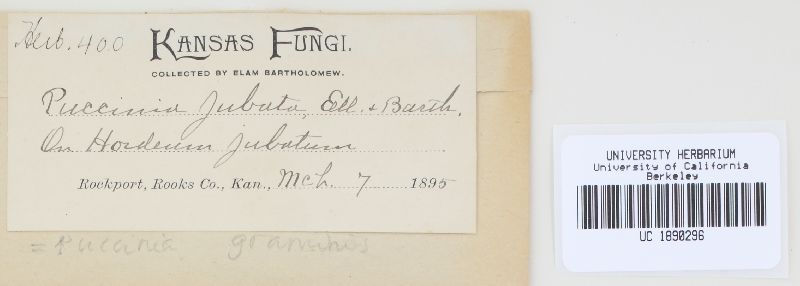 Herb. 400
KANSAS FUNGI.
COLLECTED BY ELAM BARTHOLOMEW.
Puccinia Jubata, Ell. & Barth.
On Hordeum jubatum
Rockport, Rooks Co., Kan., Mch. 7 1895
= Puccinia graminis
UNIVERSITY HERBARIUM
University of California
Berkeley
UC 1890296